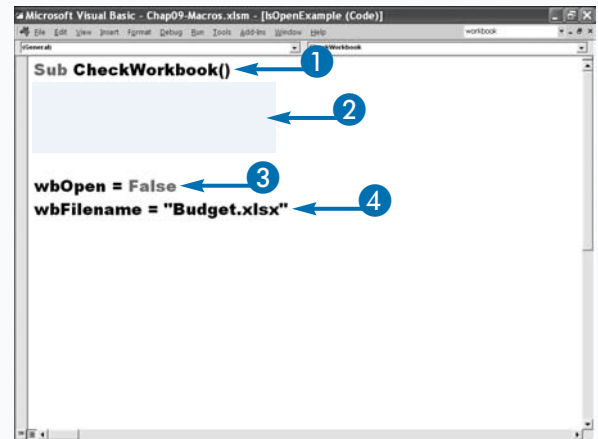 Microsoft Visual Basic - Chap09-Macros.xlsm - [IsOpenExample (Code)]
File Edit View Insert Format Debug Run Tools Add-Ins Window Help
workbook
(General)
CheckWorkbook
Sub CheckWorkbook()
1
2
wbOpen = False
3
wbFilename = "Budget.xlsx"
4